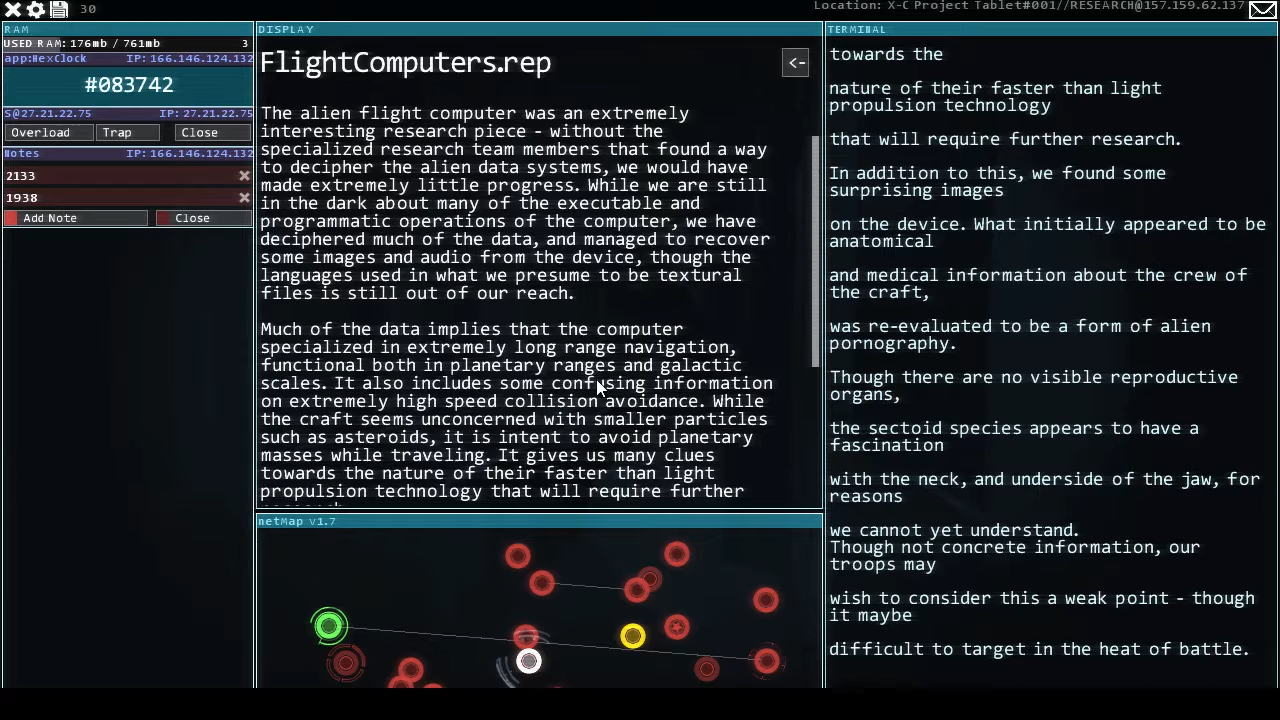 30
Location: X-C Project Tablet#001//RESEARCH@157.159.62.137
RAM
USED RAM: 176mb / 761mb 3
app:HexClock IP: 166.146.124.132
#083742
S@27.21.22.75 IP: 27.21.22.75
Overload Trap Close
Notes IP: 166.146.124.132
2133
1938
Add Note Close
DISPLAY
FlightComputers.rep
<-
The alien flight computer was an extremely
interesting research piece - without the
specialized research team members that found a way
to decipher the alien data systems, we would have
made extremely little progress. While we are still
in the dark about many of the executable and
programmatic operations of the computer, we have
deciphered much of the data, and managed to recover
some images and audio from the device, though the
languages used in what we presume to be textural
files is still out of our reach.
Much of the data implies that the computer
specialized in extremely long range navigation,
functional both in planetary ranges and galactic
scales. It also includes some confusing information
on extremely high speed collision avoidance. While
the craft seems unconcerned with smaller particles
such as asteroids, it is intent to avoid planetary
masses while traveling. It gives us many clues
towards the nature of their faster than light
propulsion technology that will require further
netMap v1.7
TERMINAL
towards the
nature of their faster than light
propulsion technology
that will require further research.
In addition to this, we found some
surprising images
on the device. What initially appeared to be
anatomical
and medical information about the crew of
the craft,
was re-evaluated to be a form of alien
pornography.
Though there are no visible reproductive
organs,
the sectoid species appears to have a
fascination
with the neck, and underside of the jaw, for
reasons
we cannot yet understand.
Though not concrete information, our
troops may
wish to consider this a weak point - though
it maybe
difficult to target in the heat of battle.